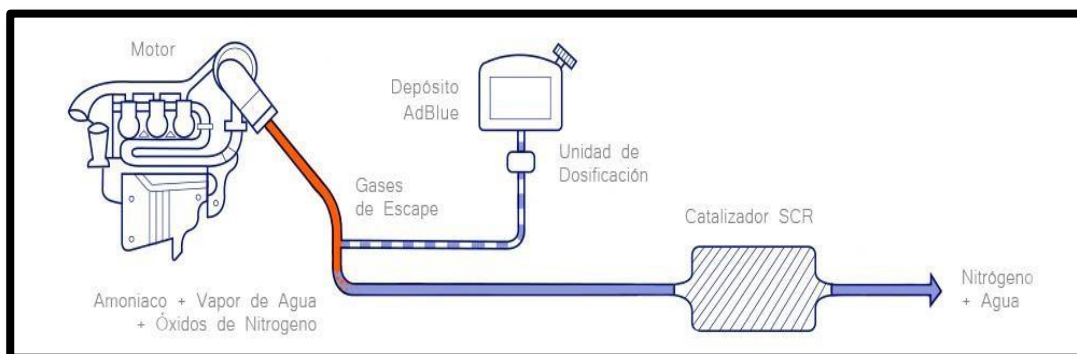 Motor
Depósito
AdBlue
Unidad de
Dosificación
Gases
de Escape
Catalizador SCR
Nitrógeno
+ Agua
Amoniaco + Vapor de Agua
+ Óxidos de Nitrogeno